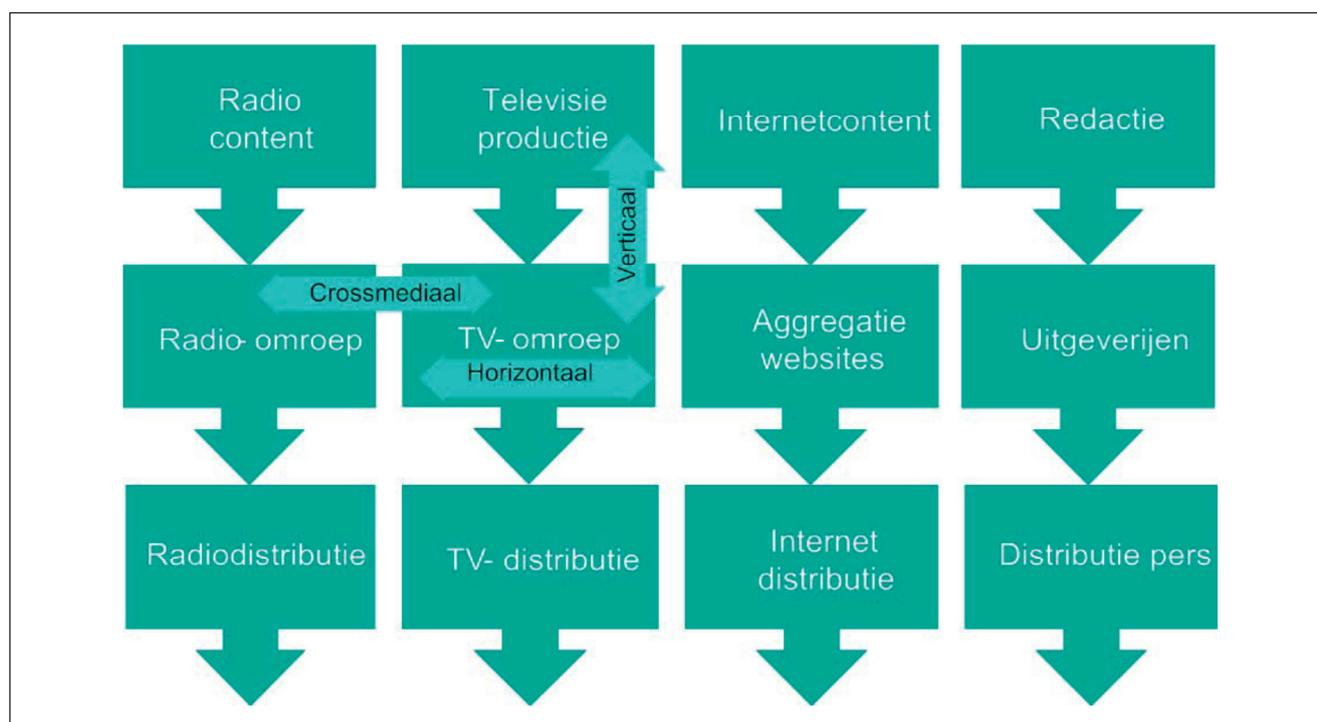 Radio
content
Televisie
productie
Internetcontent
Redactie
Verticaal
Crossmediaal
Radio- omroep
TV- omroep
Horizontaal
Aggregatie
websites
Uitgeverijen
Radiodistributie
TV- distributie
Internet
distributie
Distributie pers